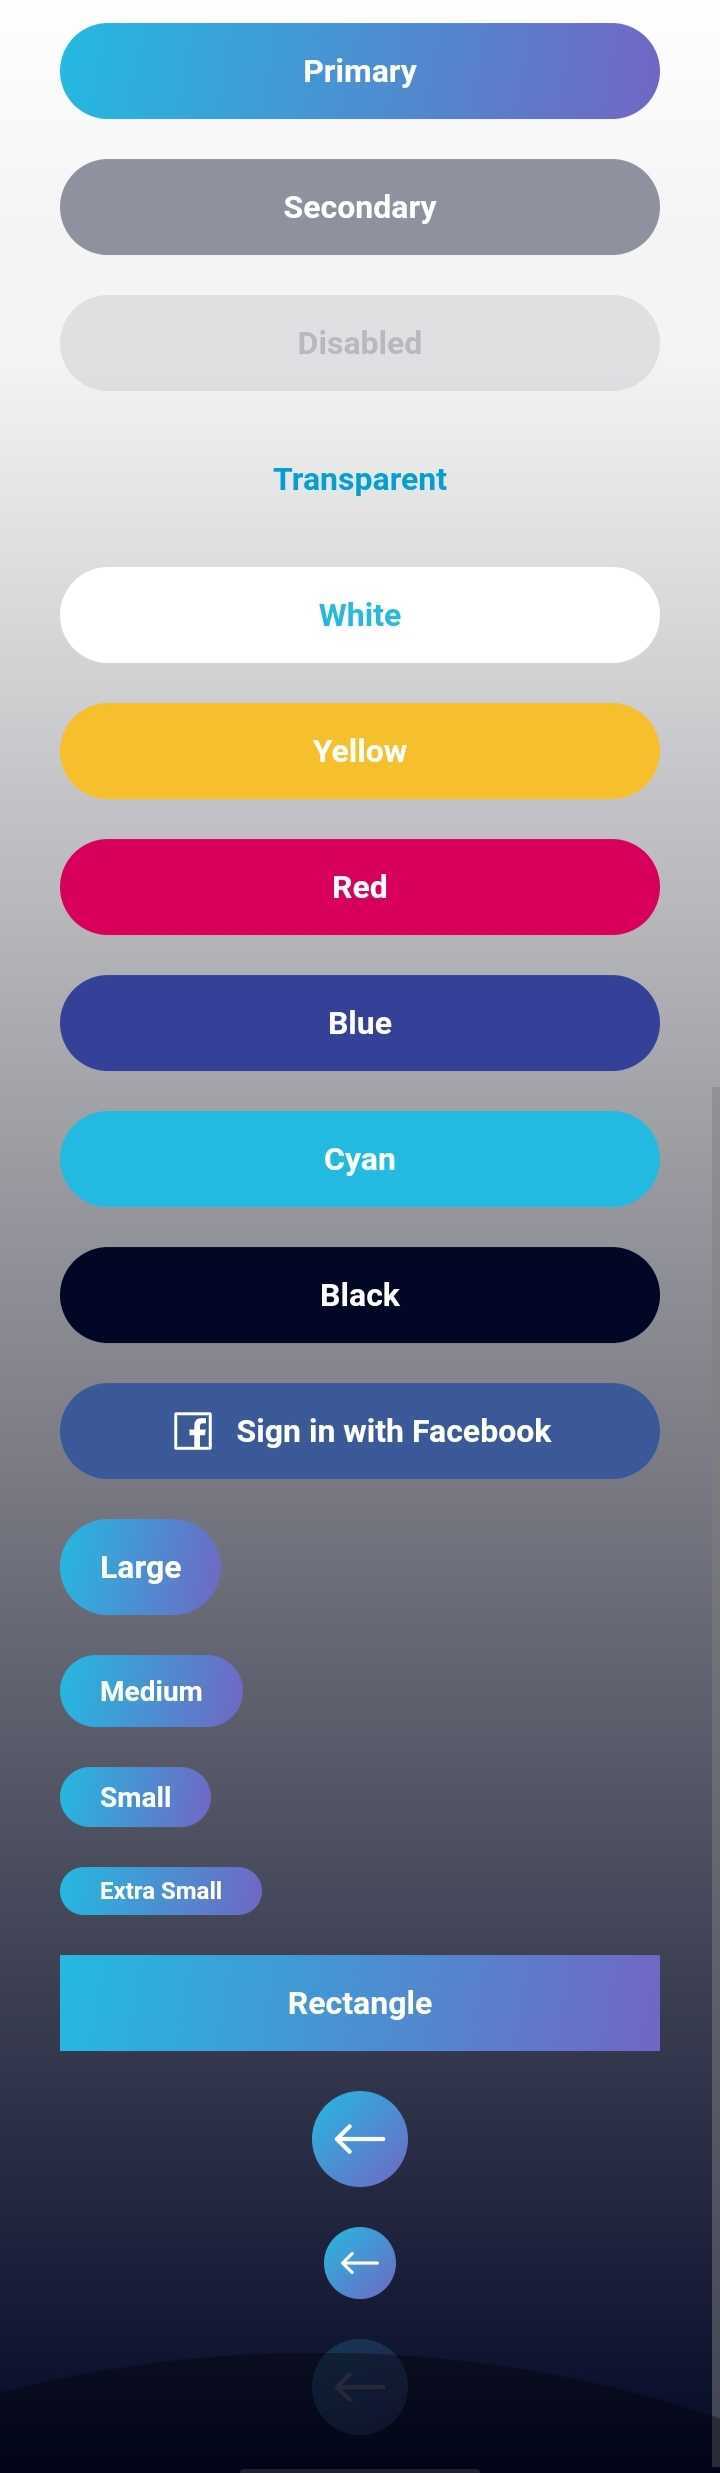 Primary
Secondary
Disabled
Transparent
White
Yellow
Red
Blue
Cyan
Black
Sign in with Facebook
Large
Medium
Small
Extra Small
Rectangle